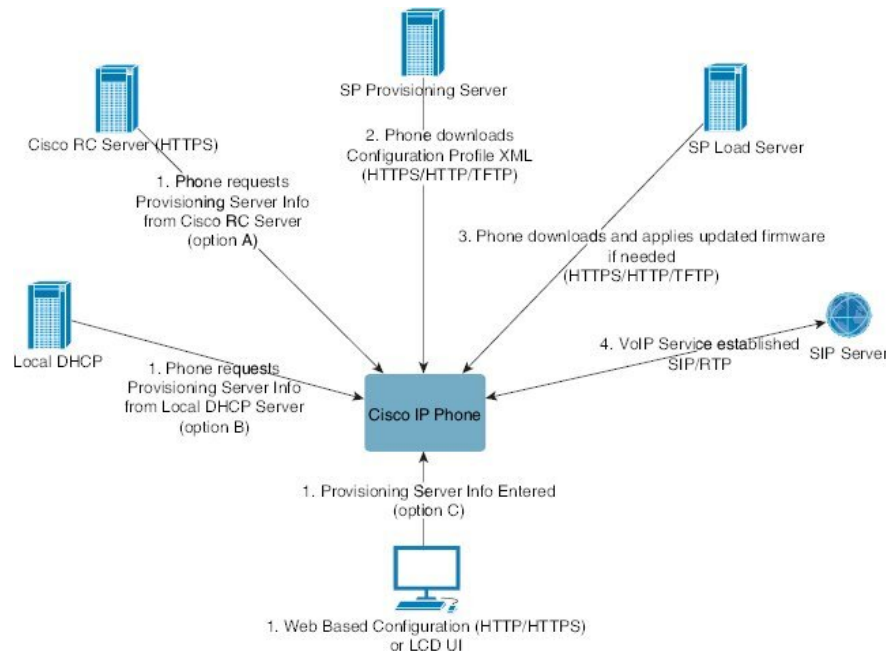 SP Provisioning Server
Cisco RC Server (HTTPS)
SP Load Server
2. Phone downloads
Configuration Profile XML
(HTTPS/HTTP/TFTP)
1. Phone requests
Provisioning Server Info
from Cisco RC Server
(option A)
3. Phone downloads and applies updated firmware
if needed
(HTTPS/HTTP/TFTP)
Local DHCP
1. Phone requests
Provisioning Server Info
from Local DHCP Server
(option B)
4. VoIP Service established
SIP/RTP
SIP Server
Cisco IP Phone
1. Provisioning Server Info Entered
(option C)
1. Web Based Configuration (HTTP/HTTPS)
or LCD UI